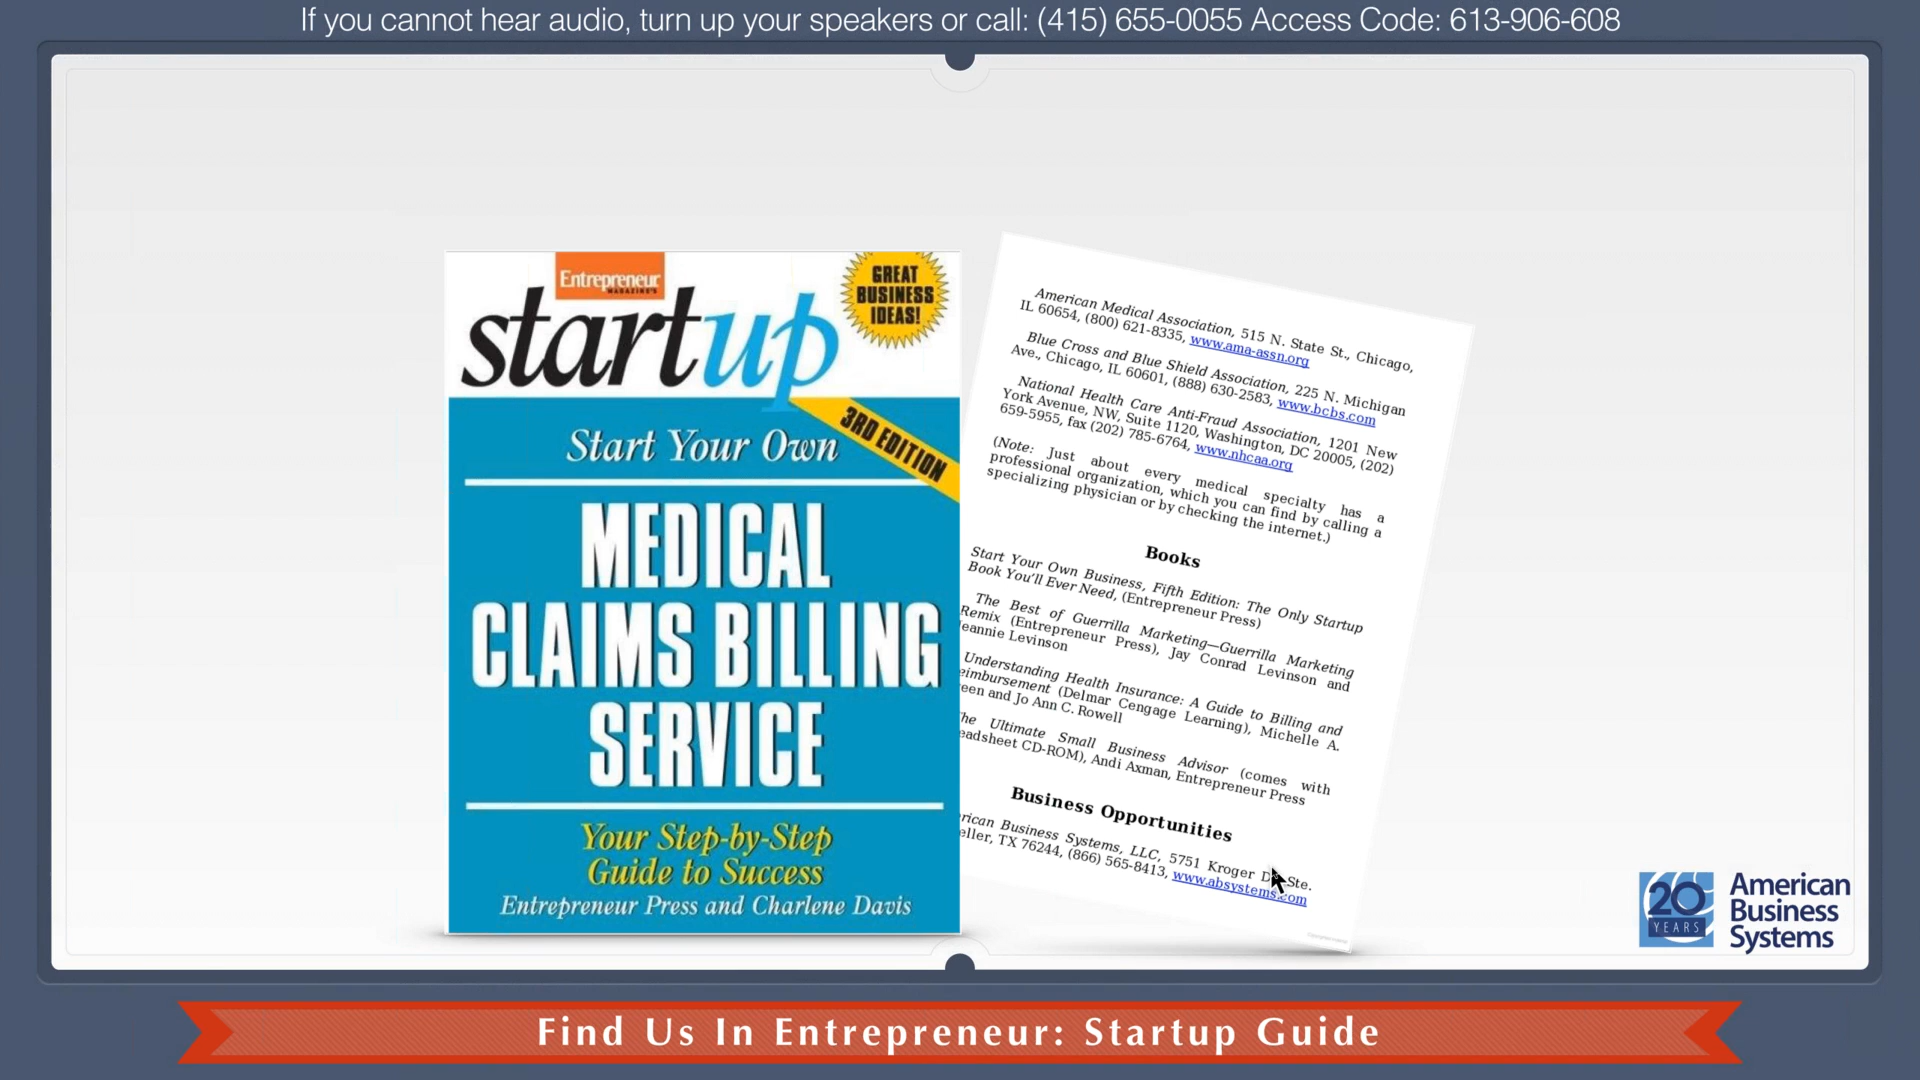 If you cannot hear audio, turn up your speakers or call: (415) 655-0055 Access Code: 613-906-608
Entrepreneur
MAGAZINE'S
startup
GREAT
BUSINESS
IDEAS!
3RD EDITION
Start Your Own
MEDICAL
CLAIMS BILLING
SERVICE
Your Step-by-Step
Guide to Success
Entrepreneur Press and Charlene Davis
American Medical Association, 515 N. State St., Chicago,
IL 60654, (800) 621-8335, www.ama-assn.org
Blue Cross and Blue Shield Association, 225 N. Michigan
Ave., Chicago, IL 60601, (888) 630-2583, www.bcbs.com
National Health Care Anti-Fraud Association, 1201 New
York Avenue, NW, Suite 1120, Washington, DC 20005, (202)
659-5955, fax (202) 785-6764, www.nhcaa.org
(Note: Just about every medical specialty has a
professional organization, which you can find by calling a
specializing physician or by checking the internet.)
Books
Start Your Own Business, Fifth Edition: The Only Startup
Book You'll Ever Need, (Entrepreneur Press)
The Best of Guerrilla Marketing—Guerrilla Marketing
Remix (Entrepreneur Press), Jay Conrad Levinson and
eannie Levinson
Understanding Health Insurance: A Guide to Billing and
eimbursement (Delmar Cengage Learning), Michelle A.
een and Jo Ann C. Rowell
he Ultimate Small Business Advisor (comes with
eadsheet CD-ROM), Andi Axman, Entrepreneur Press
Business Opportunities
rican Business Systems, LLC, 5751 Kroger Ste.
eller, TX 76244, (866) 565-8413, www.absystems.com
20
YEARS
American
Business
Systems
Find Us In Entrepreneur: Startup Guide